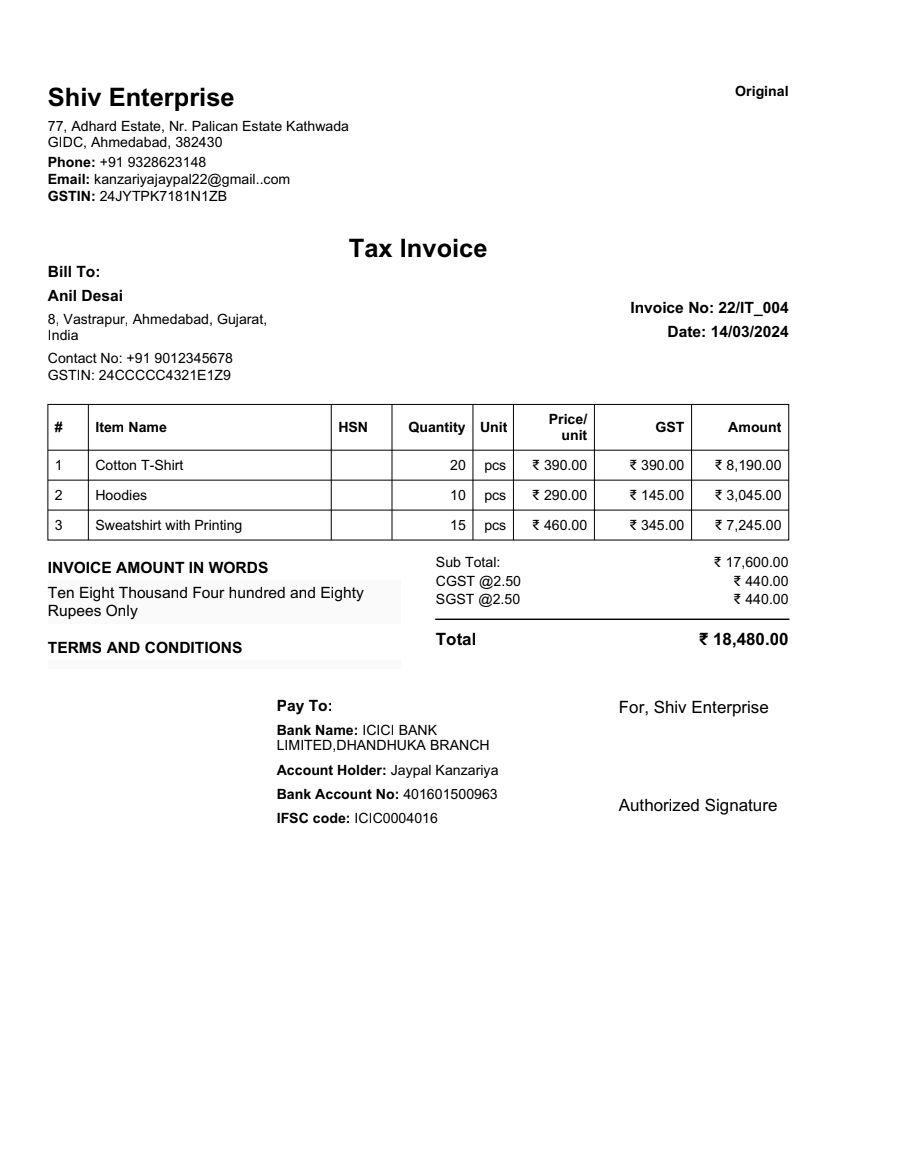 Shiv Enterprise
Original
77, Adhard Estate, Nr. Palican Estate Kathwada
GIDC, Ahmedabad, 382430
Phone: +91 9328623148
Email: kanzariyajaypal22@gmail..com
GSTIN: 24JYTPK7181N1ZB
Tax Invoice
Bill To:
Anil Desai
8, Vastrapur, Ahmedabad, Gujarat,
India
Contact No: +91 9012345678
GSTIN: 24CCCCC4321E1Z9
Invoice No: 22/IT_004
Date: 14/03/2024
# Item Name HSN Quantity Unit Price/ unit GST Amount
1 Cotton T-Shirt 20 pcs ₹ 390.00 ₹ 390.00 ₹ 8,190.00
2 Hoodies 10 pcs ₹ 290.00 ₹ 145.00 ₹ 3,045.00
3 Sweatshirt with Printing 15 pcs ₹ 460.00 ₹ 345.00 ₹ 7,245.00
INVOICE AMOUNT IN WORDS
Ten Eight Thousand Four hundred and Eighty
Rupees Only
TERMS AND CONDITIONS
Sub Total: ₹ 17,600.00
CGST @2.50 ₹ 440.00
SGST @2.50 ₹ 440.00
Total ₹ 18,480.00
Pay To:
Bank Name: ICICI BANK
LIMITED,DHANDHUKA BRANCH
Account Holder: Jaypal Kanzariya
Bank Account No: 401601500963
IFSC code: ICIC0004016
For, Shiv Enterprise
Authorized Signature